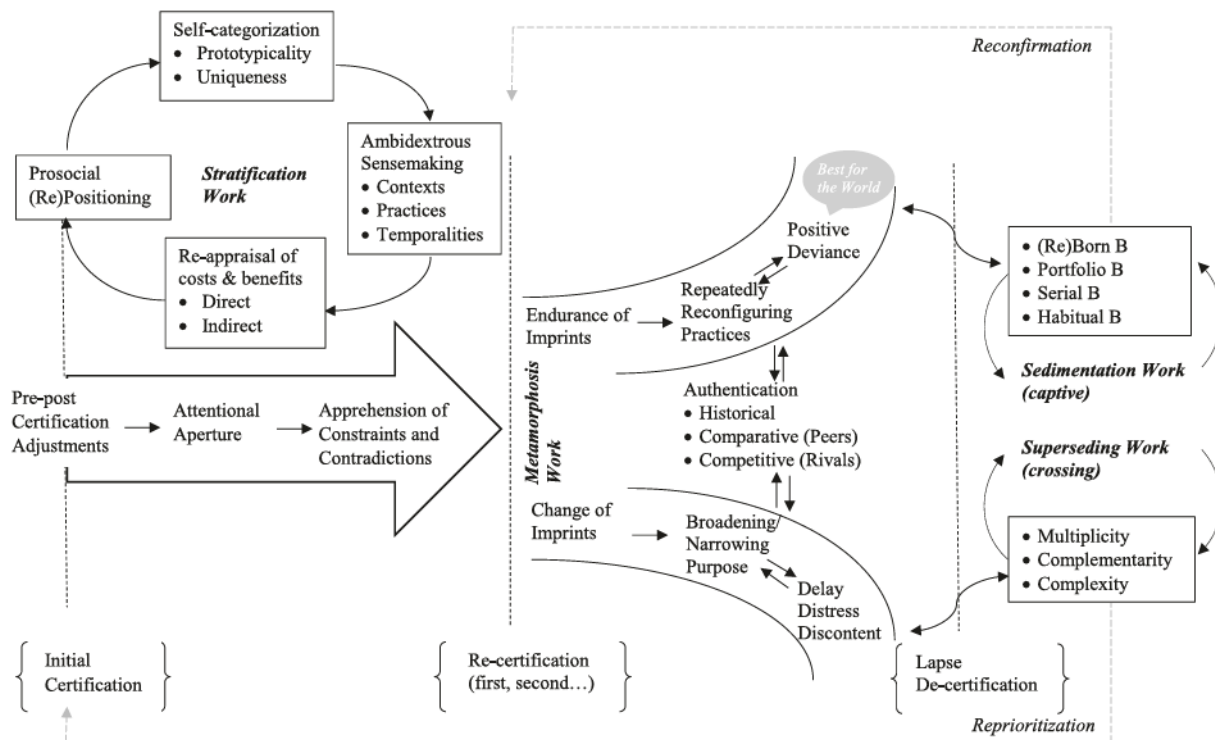 Self-categorization
● Prototypicality
● Uniqueness
Reconfirmation
Prosocial
(Re)Positioning
Stratification
Work
Ambidextrous
Sensemaking
● Contexts
● Practices
● Temporalities
Re-appraisal of
costs & benefits
● Direct
● Indirect
Pre-post
Certification
Adjustments
Attentional
Aperture
Apprehension of
Constraints and
Contradictions
Initial
Certification
Metamorphosis
Work
Re-certification
(first, second…)
Endurance of
Imprints
Repeatedly
Reconfiguring
Practices
Positive
Deviance
Best for
the World
Authentication
● Historical
● Comparative (Peers)
● Competitive (Rivals)
Change of
Imprints
Broadening/
Narrowing
Purpose
Delay
Distress
Discontent
Lapse
De-certification
● (Re)Born B
● Portfolio B
● Serial B
● Habitual B
Sedimentation Work
(captive)
Superseding Work
(crossing)
● Multiplicity
● Complementarity
● Complexity
Reprioritization